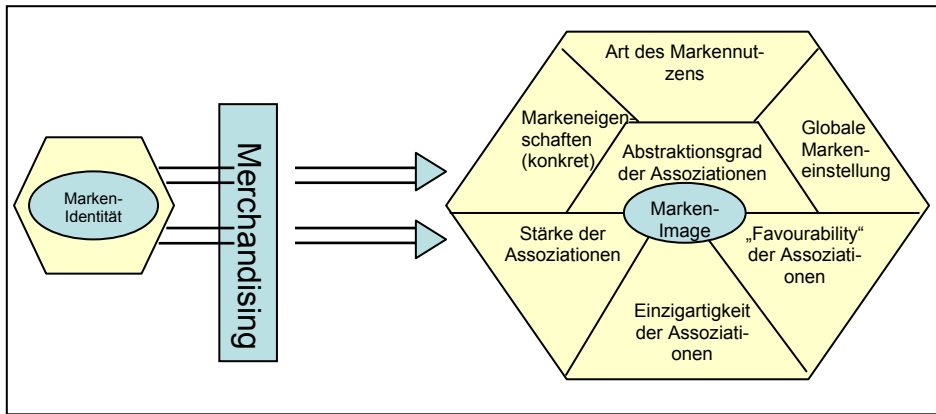 Marken-
Identität
Merchandising
Art des Markennut-
zens
Markeneigen-
schaften
(konkret)
Abstraktionsgrad
der Assoziationen
Globale
Marken-
einstellung
Marken-
Image
Stärke der
Assoziationen
„Favourability“
der Assoziati-
onen
Einzigartigkeit
der Assoziati-
onen